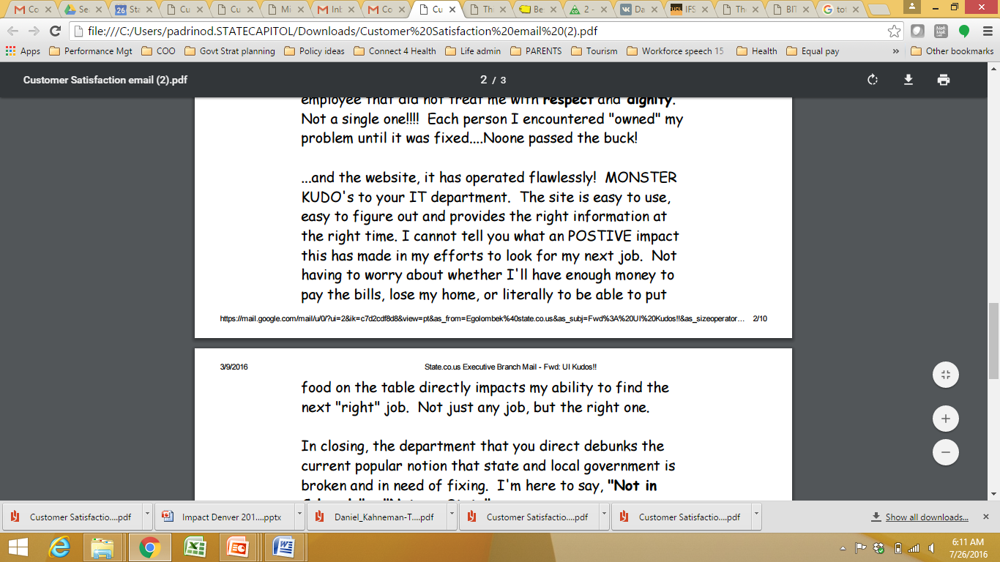 Co
Se
26 Sta
Cu
Cu
Mi
Inb
Co
Cu
Thi
Be
2 -
Da
IFS
The
BIT
tot
file:///C:/Users/padrinod.STATECAPITOL/Downloads/Customer%20Satisfaction%20email%20(2).pdf
Apps Performance Mgt COO Govt Strat planning Policy ideas Connect 4 Health Life admin PARENTS Tourism Workforce speech 15 Health Equal pay » Other bookmarks
Customer Satisfaction email (2).pdf 2 / 3
employee that did not treat me with respect and dignity.
Not a single one!!!! Each person I encountered "owned" my
problem until it was fixed....Noone passed the buck!
...and the website, it has operated flawlessly! MONSTER
KUDO's to your IT department. The site is easy to use,
easy to figure out and provides the right information at
the right time. I cannot tell you what an POSTIVE impact
this has made in my efforts to look for my next job. Not
having to worry about whether I'll have enough money to
pay the bills, lose my home, or literally to be able to put
https://mail.google.com/mail/u/0/?ui=2&ik=c7d2cdf8d8&view=pt&as_from=Egolombek%40state.co.us&as_subj=Fwd%3A%20UI%20Kudos!!&as_sizeoperator… 2/10
3/9/2016 State.co.us Executive Branch Mail - Fwd: UI Kudos!!
food on the table directly impacts my ability to find the
next "right" job. Not just any job, but the right one.
In closing, the department that you direct debunks the
current popular notion that state and local government is
broken and in need of fixing. I'm here to say, "Not in
Customer Satisfactio....pdf Impact Denver 201....pptx Daniel_Kahneman-T....pdf Customer Satisfactio....pdf Customer Satisfactio....pdf Show all downloads...
6:11 AM
7/26/2016